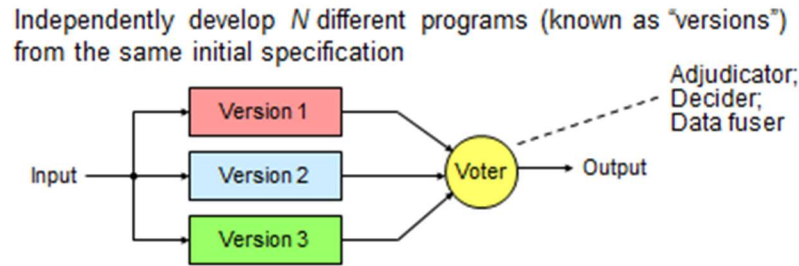 Independently develop N different programs (known as “versions”)
from the same initial specification
Adjudicator;
Decider;
Data fuser
Version 1
Input
Version 2
Voter
Output
Version 3